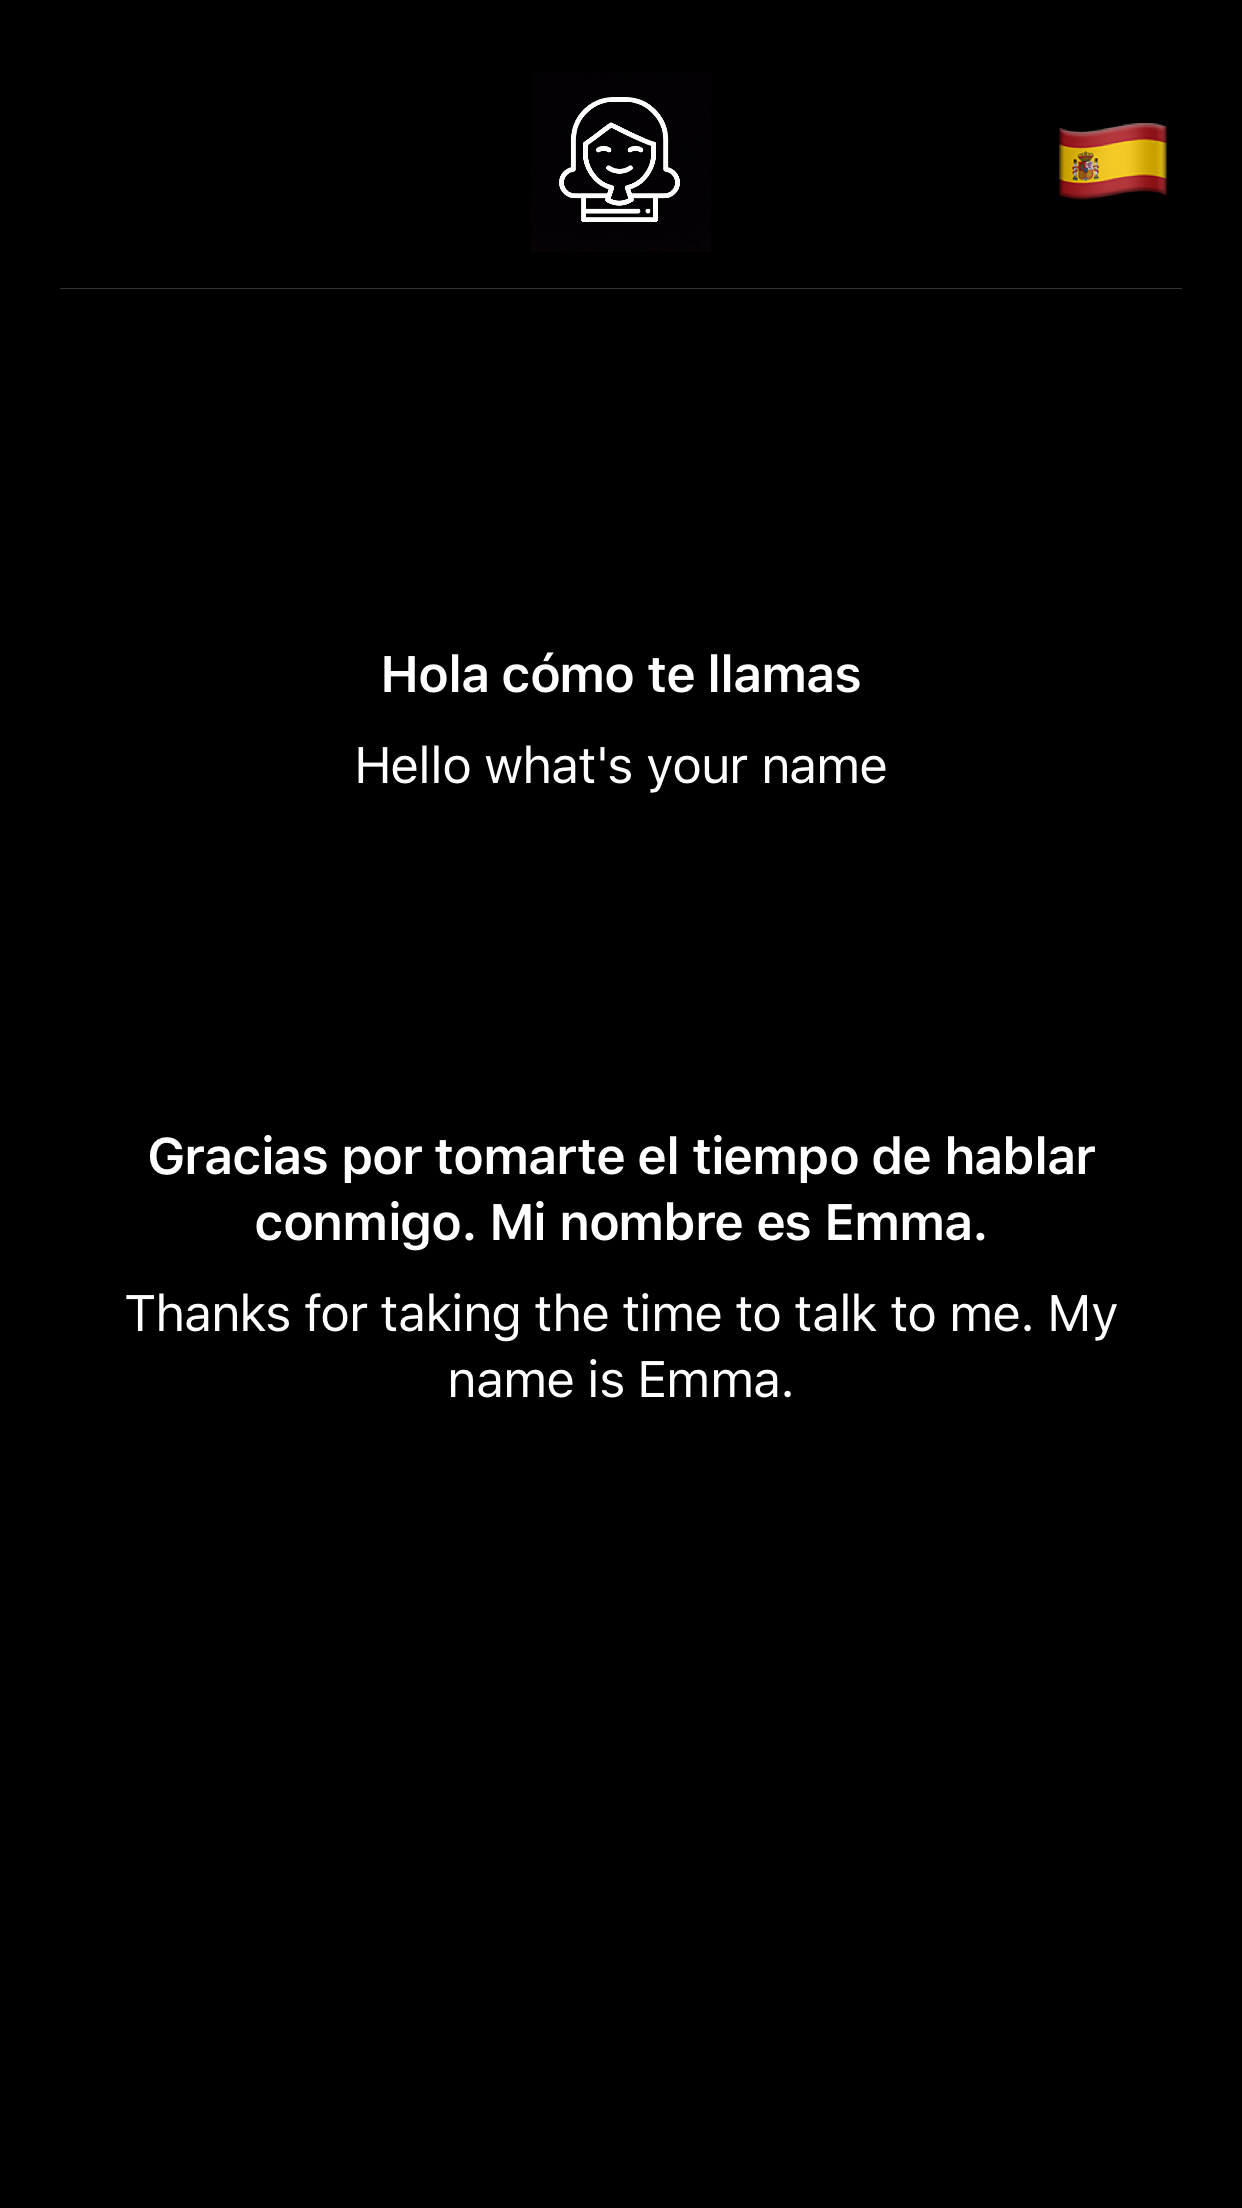 Hola cómo te llamas
Hello what's your name
Gracias por tomarte el tiempo de hablar
conmigo. Mi nombre es Emma.
Thanks for taking the time to talk to me. My
name is Emma.